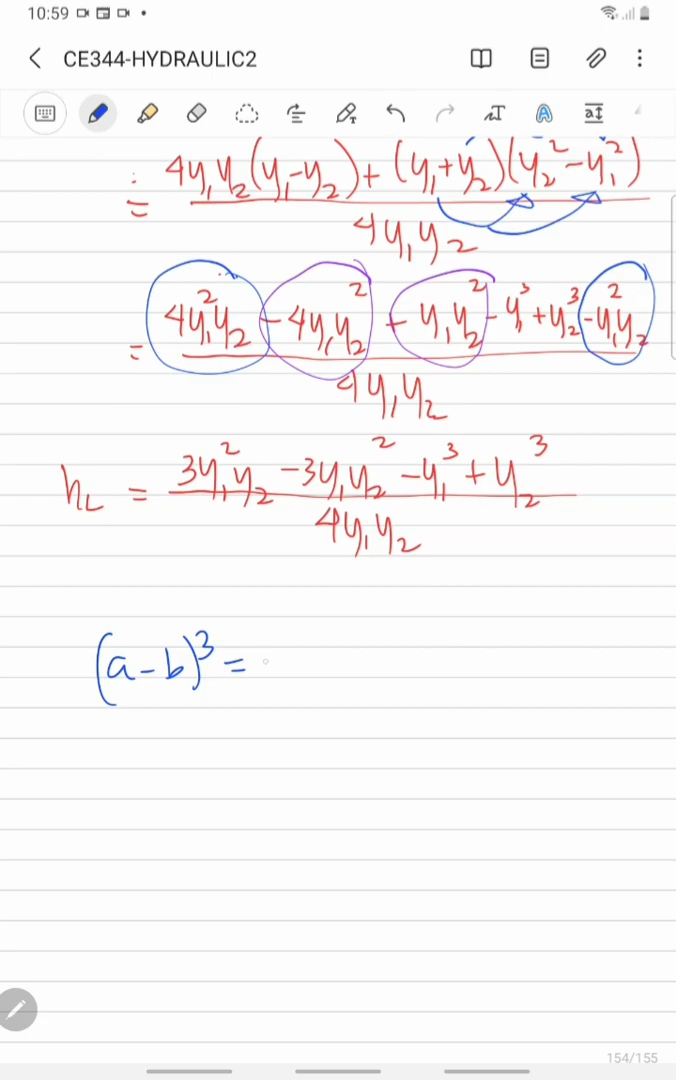 10:59
CE344-HYDRAULIC2
= 4y₁y₂(y₁-y₂)+(y₁+y₂)(y₂²-y₁²)
4y₁y₂
= 4y₁²y₂ - 4y₁y₂² + y₁y₂² - y₁³ + y₂³ - y₁²y₂
4y₁y₂
h_L = 3y₁²y₂ - 3y₁y₂² - y₁³ + y₂³
4y₁y₂
(a-b)³ =
154/155